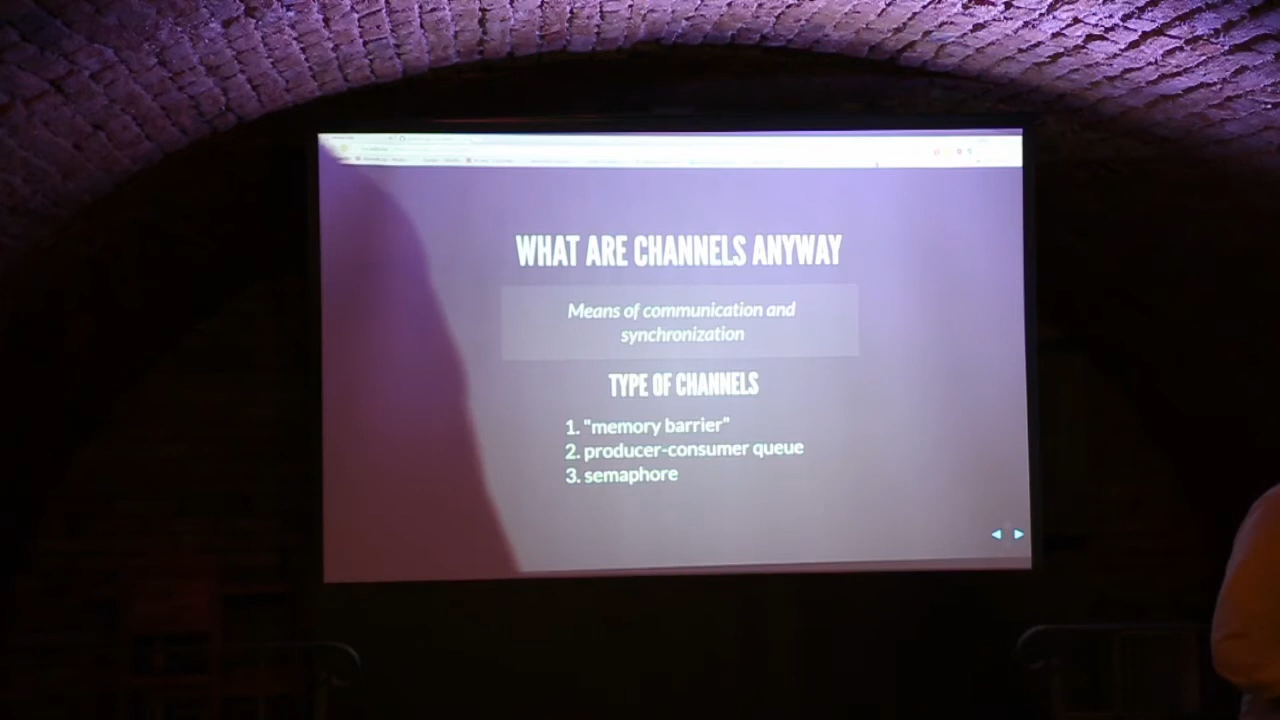 WHAT ARE CHANNELS ANYWAY
Means of communication and
synchronization
TYPE OF CHANNELS
1. "memory barrier"
2. producer-consumer queue
3. semaphore